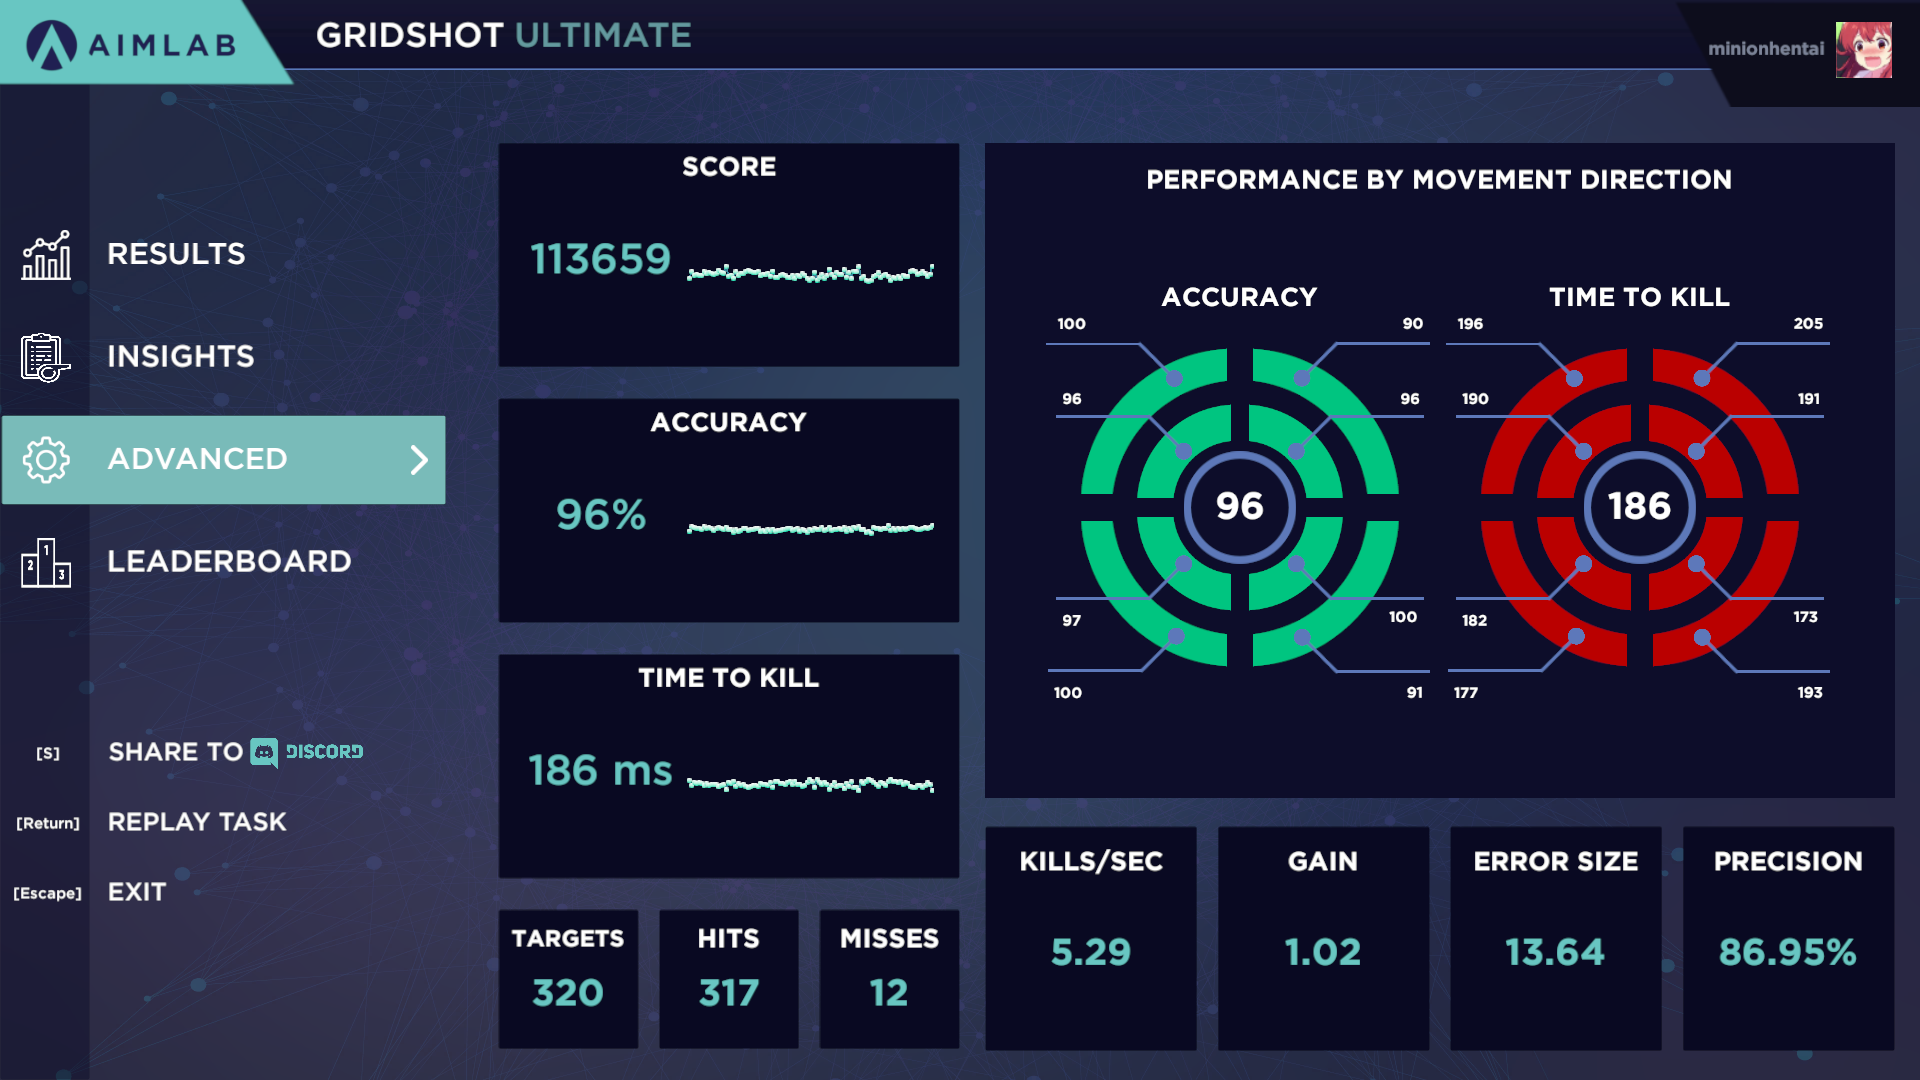 AIMLAB
GRIDSHOT ULTIMATE
minionhentai
RESULTS
INSIGHTS
ADVANCED
LEADERBOARD
1
2
3
[S] SHARE TO DISCORD
[Return] REPLAY TASK
[Escape] EXIT
SCORE
113659
ACCURACY
96%
TIME TO KILL
186 ms
TARGETS
320
HITS
317
MISSES
12
PERFORMANCE BY MOVEMENT DIRECTION
ACCURACY
100
90
96
96
96
97
100
100
91
TIME TO KILL
196
205
190
191
186
182
173
177
193
KILLS/SEC
5.29
GAIN
1.02
ERROR SIZE
13.64
PRECISION
86.95%